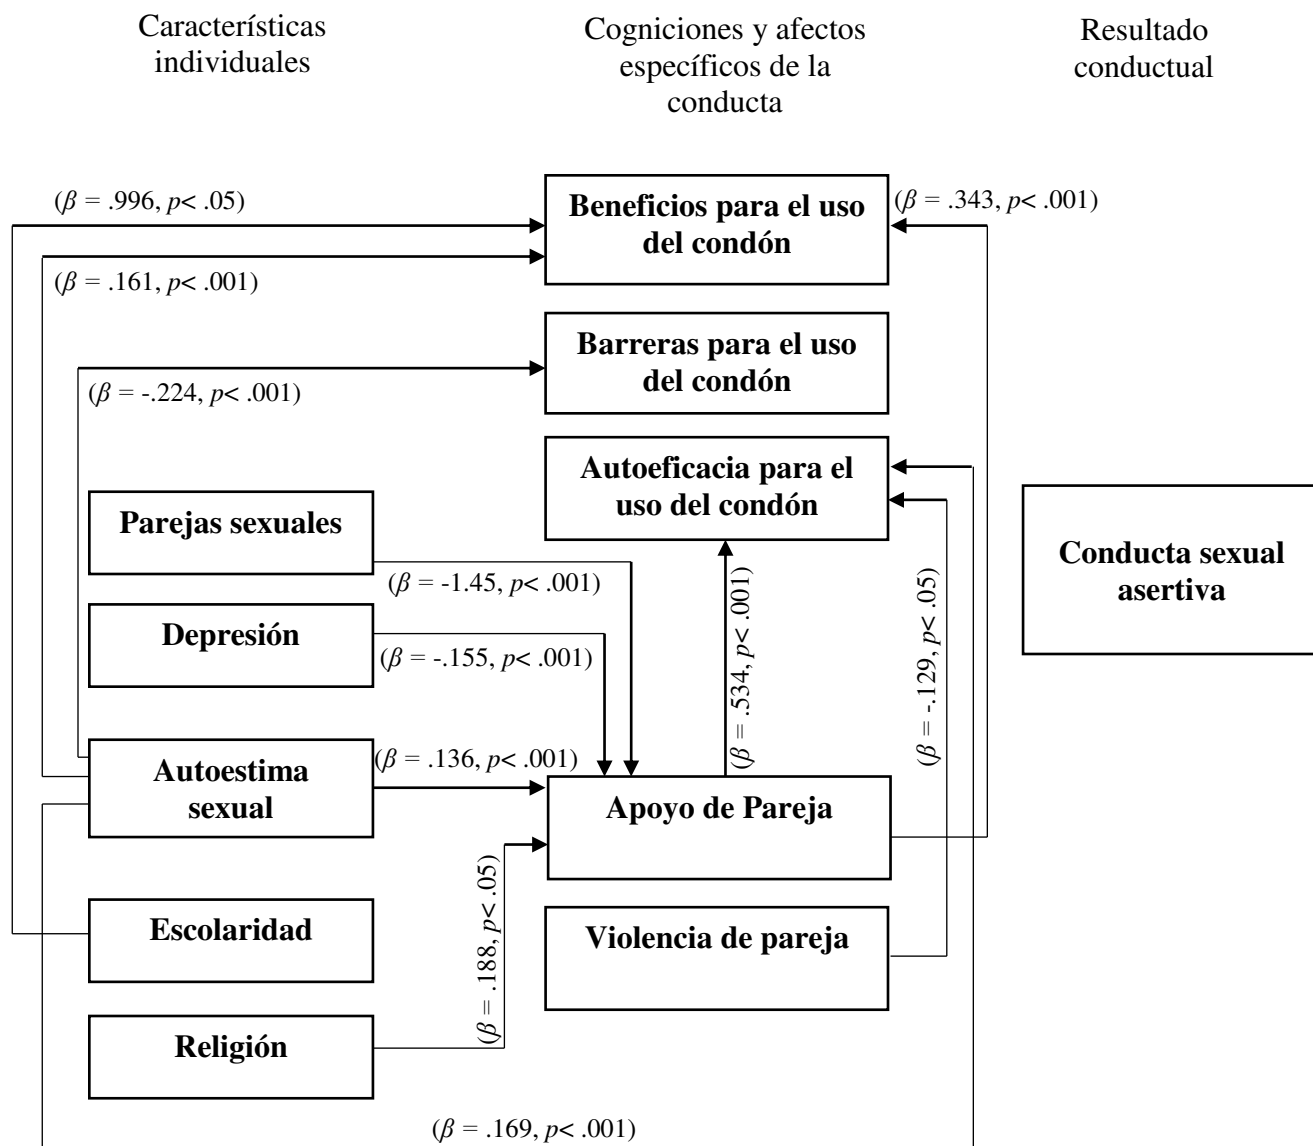 Características
individuales
Cogniciones y afectos
específicos de la
conducta
Resultado
conductual
(β = .996, p< .05)
(β = .161, p< .001)
Beneficios para el uso
del condón
(β = .343, p< .001)
Barreras para el uso
del condón
(β = -.224, p< .001)
Autoeficacia para el
uso del condón
Parejas sexuales
(β = -1.45, p< .001)
Depresión
(β = -.155, p< .001)
(β = .534, p< .001)
(β = -.129, p< .05)
Conducta sexual
asertiva
Autoestima
sexual
(β = .136, p< .001)
Apoyo de Pareja
Escolaridad
(β = .188, p< .05)
Violencia de pareja
Religión
(β = .169, p< .001)